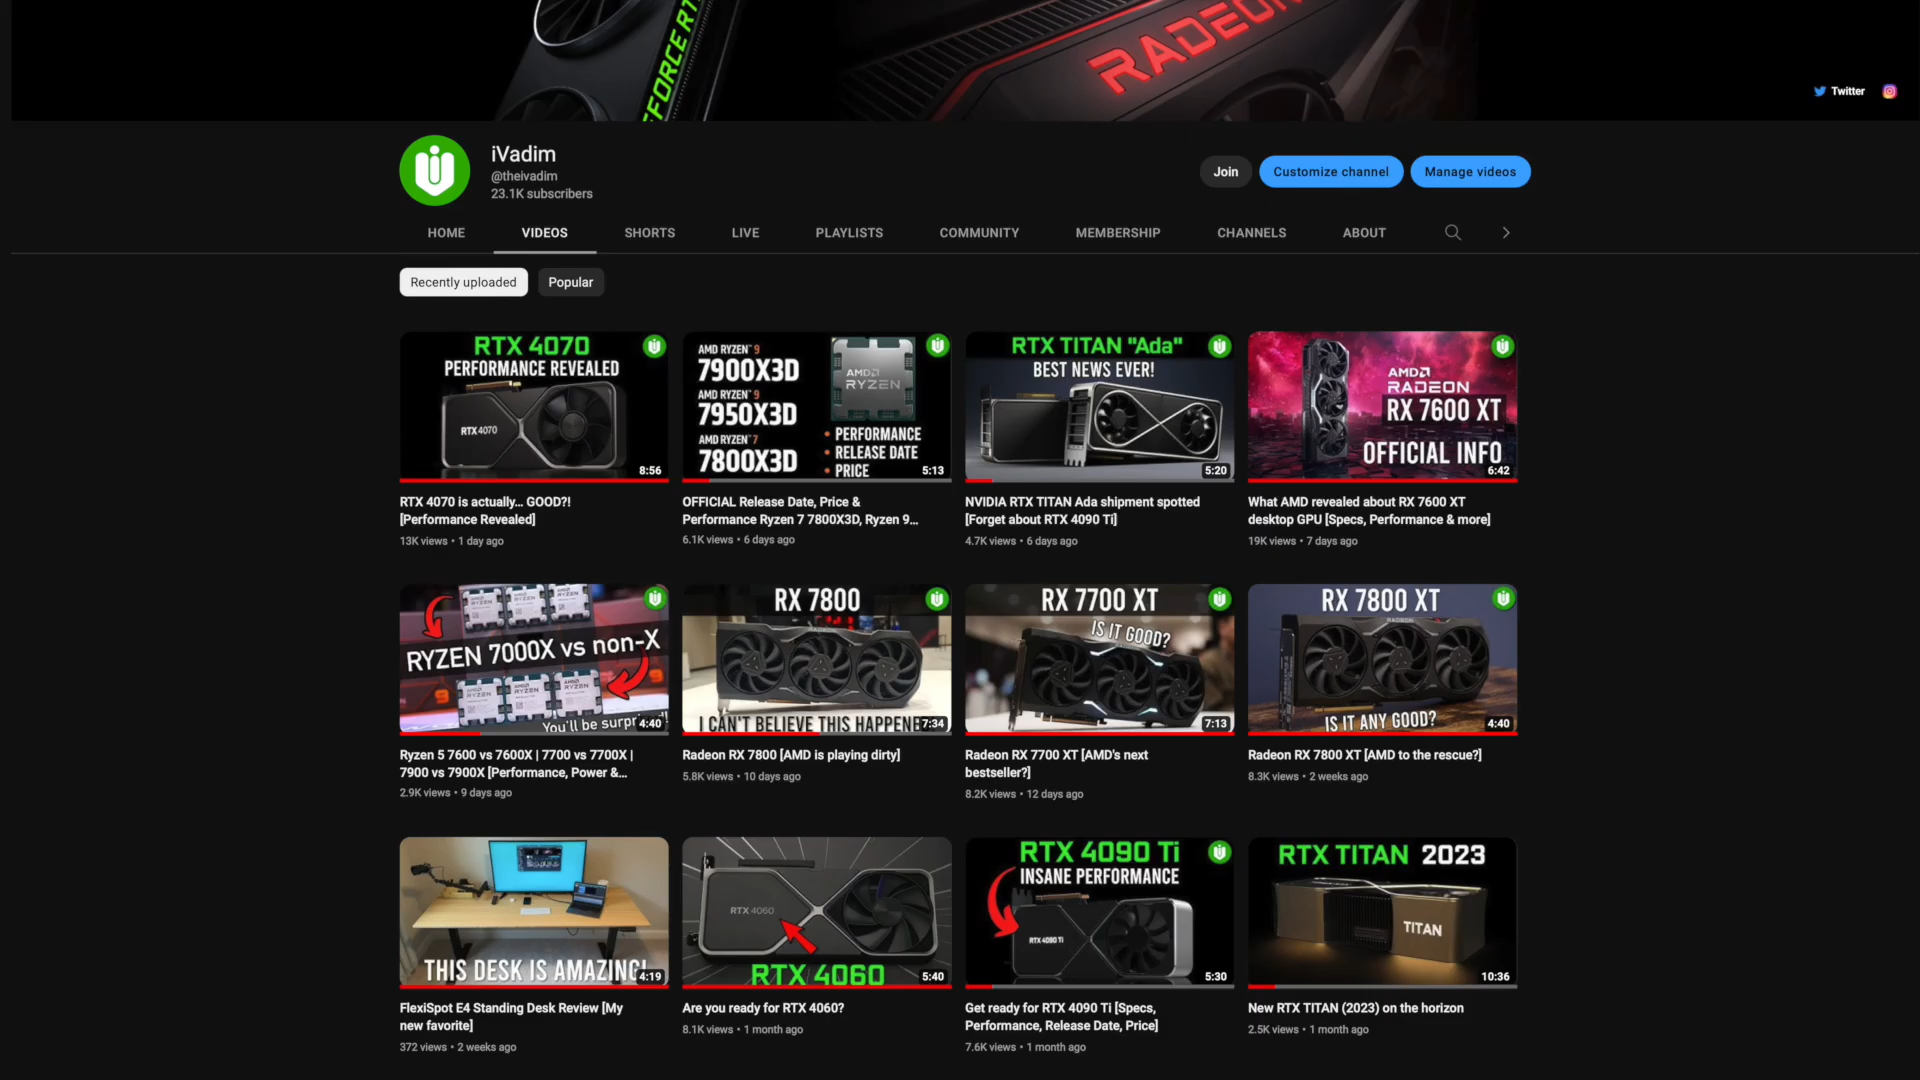 EFORCE RT
RADEON
Twitter
iVadim
@theivadim
23.1K subscribers
Join
Customize channel
Manage videos
HOME
VIDEOS
SHORTS
LIVE
PLAYLISTS
COMMUNITY
MEMBERSHIP
CHANNELS
ABOUT
Recently uploaded
Popular
RTX 4070
PERFORMANCE REVEALED
RTX 4070
8:56
RTX 4070 is actually... GOOD?!
[Performance Revealed]
13K views • 1 day ago
AMD RYZEN™ 9
7900X3D
AMD RYZEN™ 9
7950X3D
AMD RYZEN™ 7
7800X3D
AMD
RYZEN
• PERFORMANCE
• RELEASE DATE
• PRICE
5:13
OFFICIAL Release Date, Price &
Performance Ryzen 7 7800X3D, Ryzen 9...
6.1K views • 6 days ago
RTX TITAN "Ada"
BEST NEWS EVER!
5:20
NVIDIA RTX TITAN Ada shipment spotted
[Forget about RTX 4090 Ti]
4.7K views • 6 days ago
AMD
RADEON
RX 7600 XT
OFFICIAL INFO
6:42
What AMD revealed about RX 7600 XT
desktop GPU [Specs, Performance & more]
19K views • 7 days ago
RYZEN 7000X vs non-X
You'll be surpri
4:40
Ryzen 5 7600 vs 7600X | 7700 vs 7700X |
7900 vs 7900X [Performance, Power &...
2.9K views • 9 days ago
RX 7800
I CAN'T BELIEVE THIS HAPPENE
7:34
Radeon RX 7800 [AMD is playing dirty]
5.8K views • 10 days ago
RX 7700 XT
IS IT GOOD?
7:13
Radeon RX 7700 XT [AMD's next
bestseller?]
8.2K views • 12 days ago
RX 7800 XT
IS IT ANY GOOD?
4:40
Radeon RX 7800 XT [AMD to the rescue?]
8.3K views • 2 weeks ago
THIS DESK IS AMAZING!
4:19
FlexiSpot E4 Standing Desk Review [My
new favorite]
372 views • 2 weeks ago
RTX 4060
RTX 4060
5:40
Are you ready for RTX 4060?
8.1K views • 1 month ago
RTX 4090 Ti
INSANE PERFORMANCE
RTX 4090 Ti
5:30
Get ready for RTX 4090 Ti [Specs,
Performance, Release Date, Price]
7.6K views • 1 month ago
RTX TITAN 2023
TITAN
10:36
New RTX TITAN (2023) on the horizon
2.5K views • 1 month ago